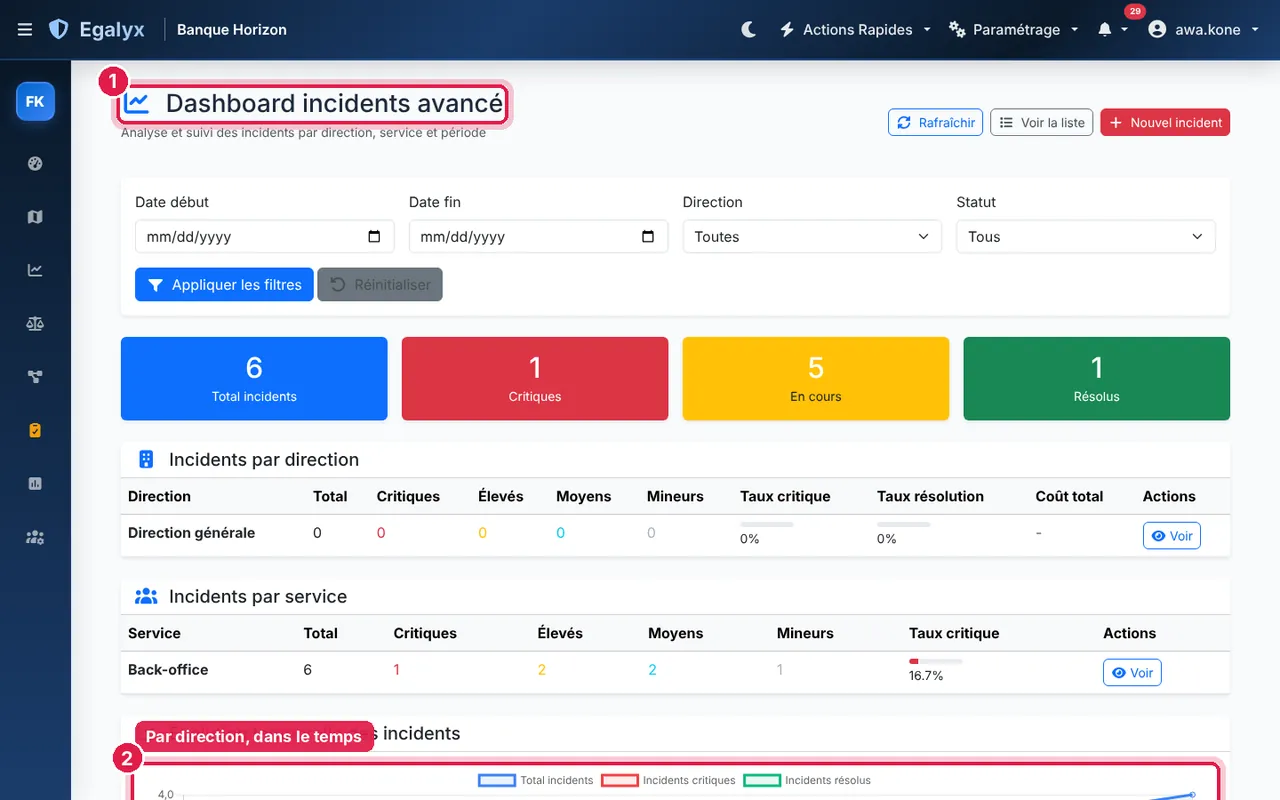 Egalyx Banque Horizon Actions Rapides Paramétrage 29 awa.kone
FK
1
Dashboard incidents avancé
Analyse et suivi des incidents par direction, service et période
Rafraîchir Voir la liste Nouvel incident
Date début Date fin Direction Statut
mm/dd/yyyy mm/dd/yyyy Toutes Tous
Appliquer les filtres Réinitialiser
6 1 5 1
Total incidents Critiques En cours Résolus
Incidents par direction
Direction Total Critiques Élevés Moyens Mineurs Taux critique Taux résolution Coût total Actions
Direction générale 0 0 0 0 0 0% 0% - Voir
Incidents par service
Service Total Critiques Élevés Moyens Mineurs Taux critique Actions
Back-office 6 1 2 2 1 16.7% Voir
Par direction, dans le temps incidents
2
Total incidents Incidents critiques Incidents résolus
4,0